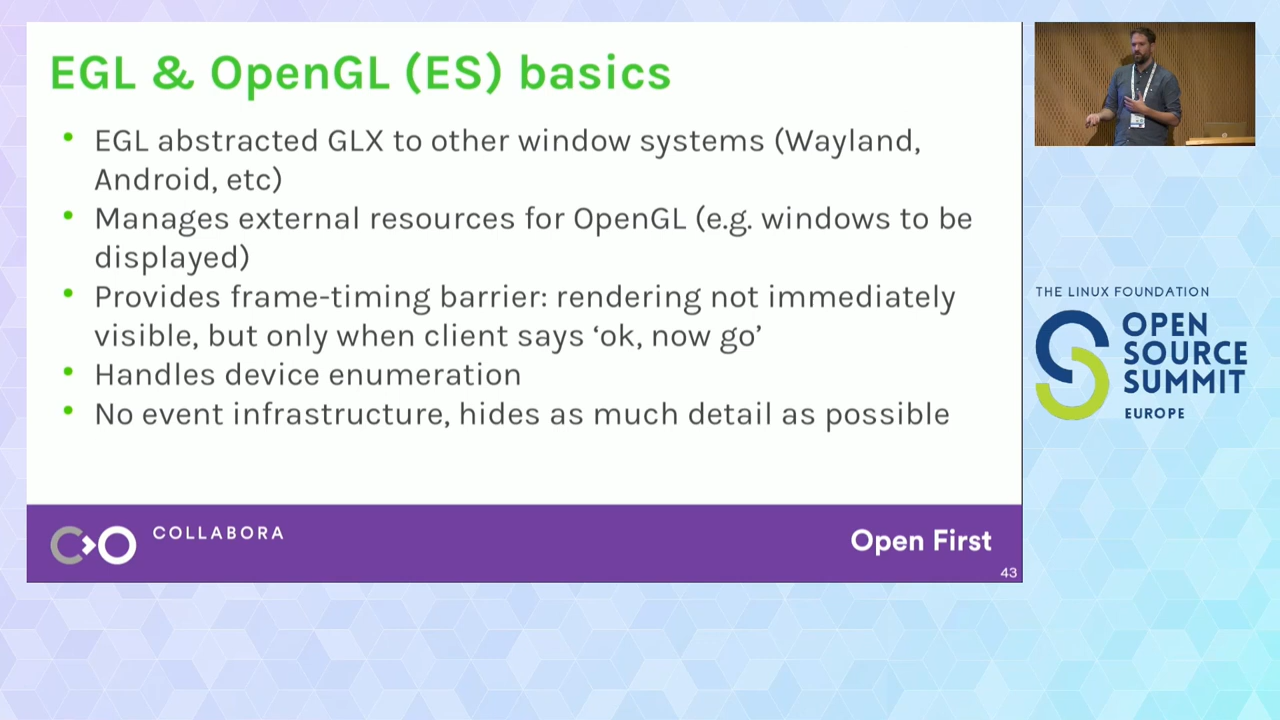 EGL & OpenGL (ES) basics
EGL abstracted GLX to other window systems (Wayland,
Android, etc)
Manages external resources for OpenGL (e.g. windows to be
displayed)
Provides frame-timing barrier: rendering not immediately
visible, but only when client says ‘ok, now go’
Handles device enumeration
No event infrastructure, hides as much detail as possible
COLLABORA
Open First
43
THE LINUX FOUNDATION
OPEN
SOURCE
SUMMIT
EUROPE